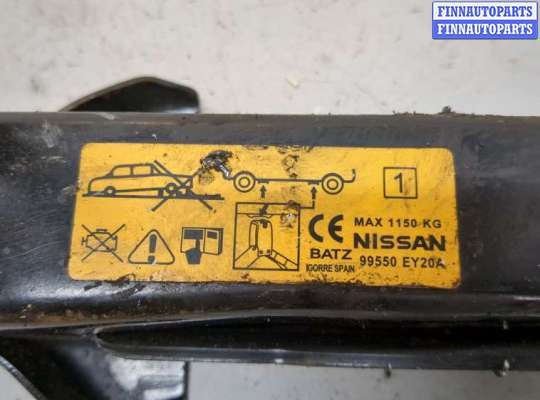 FINNAUTOPARTS
FINNAUTOPARTS
1
MAX 1150 KG
CE NISSAN
BATZ 99550 EY20A
IGORRE SPAIN